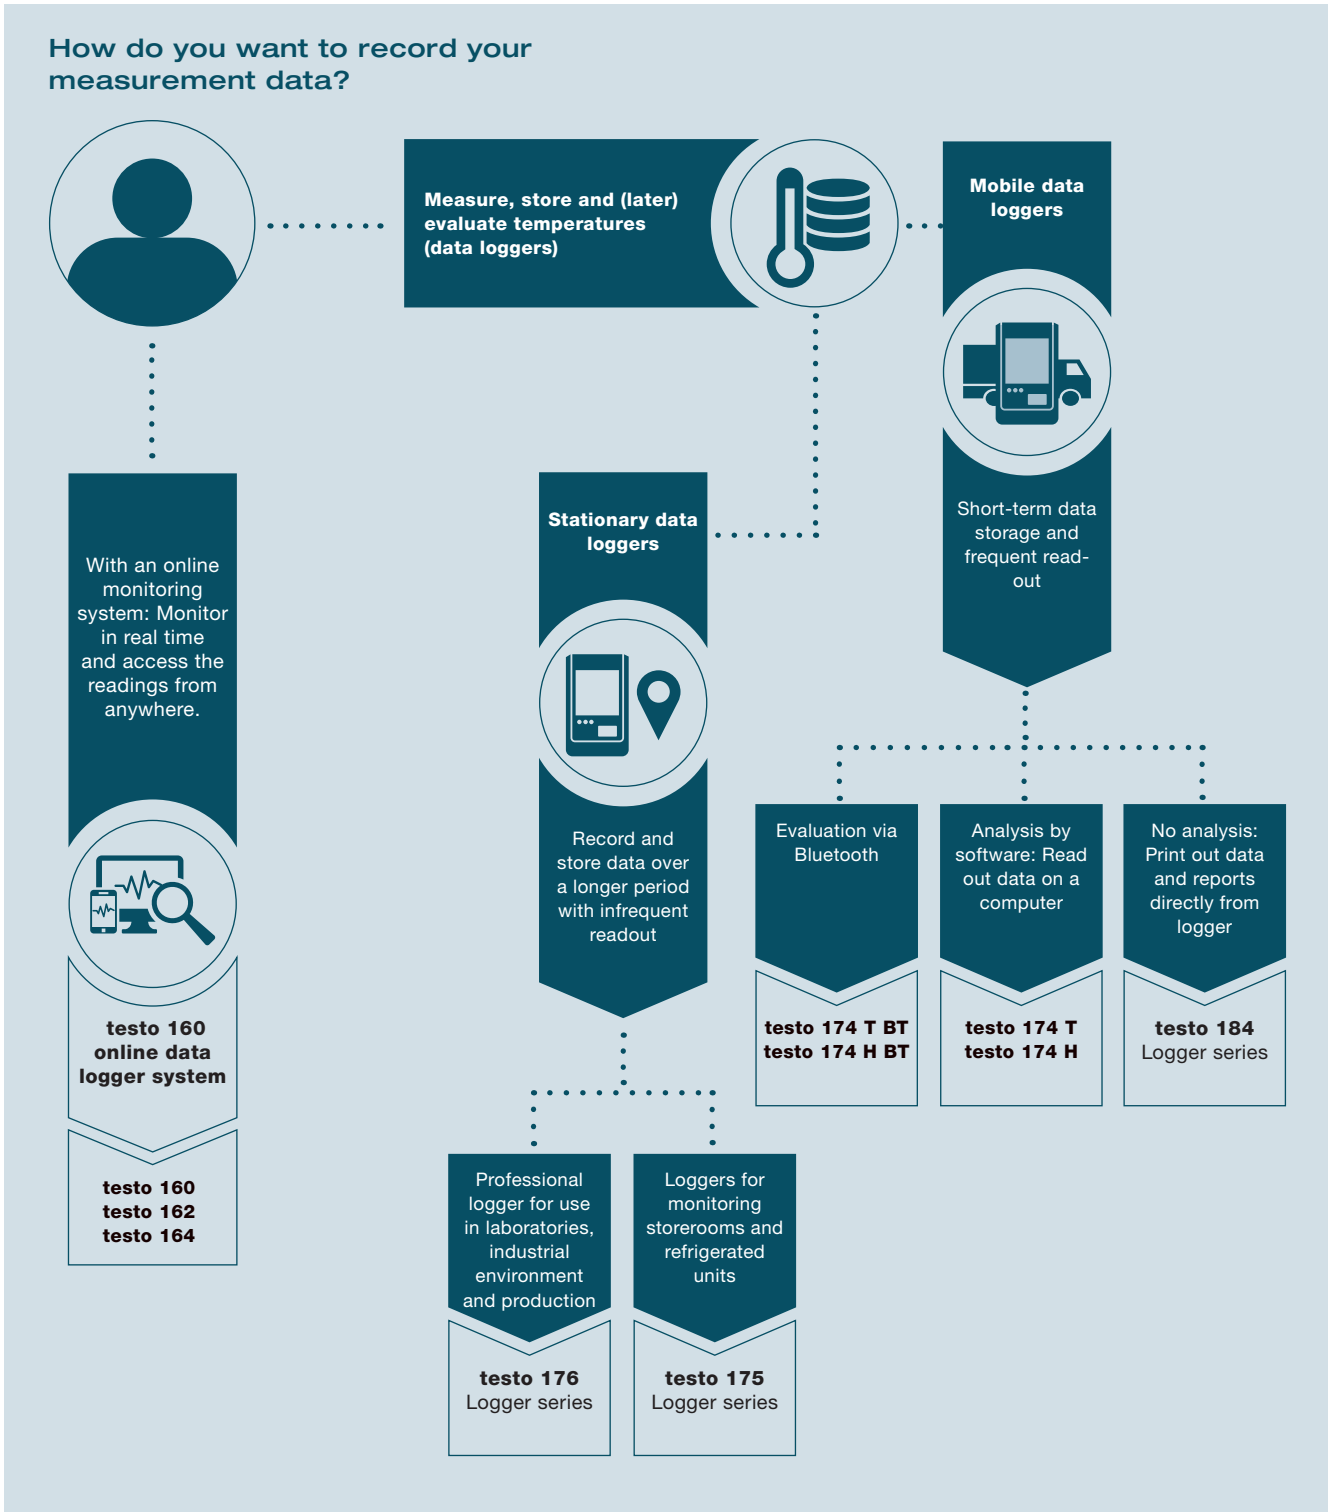 How do you want to record your
measurement data?
Measure, store and (later)
evaluate temperatures
(data loggers)
Mobile data
loggers
Short-term data
storage and
frequent read-
out
Stationary data
loggers
With an online
monitoring
system: Monitor
in real time
and access the
readings from
anywhere.
Record and
store data over
a longer period
with infrequent
readout
Evaluation via
Bluetooth
Analysis by
software: Read
out data on a
computer
No analysis:
Print out data
and reports
directly from
logger
testo 160
online data
logger system
testo 174 T BT
testo 174 H BT
testo 174 T
testo 174 H
testo 184
Logger series
testo 160
testo 162
testo 164
Professional
logger for use
in laboratories,
industrial
environment
and production
Loggers for
monitoring
storerooms and
refrigerated
units
testo 176
Logger series
testo 175
Logger series